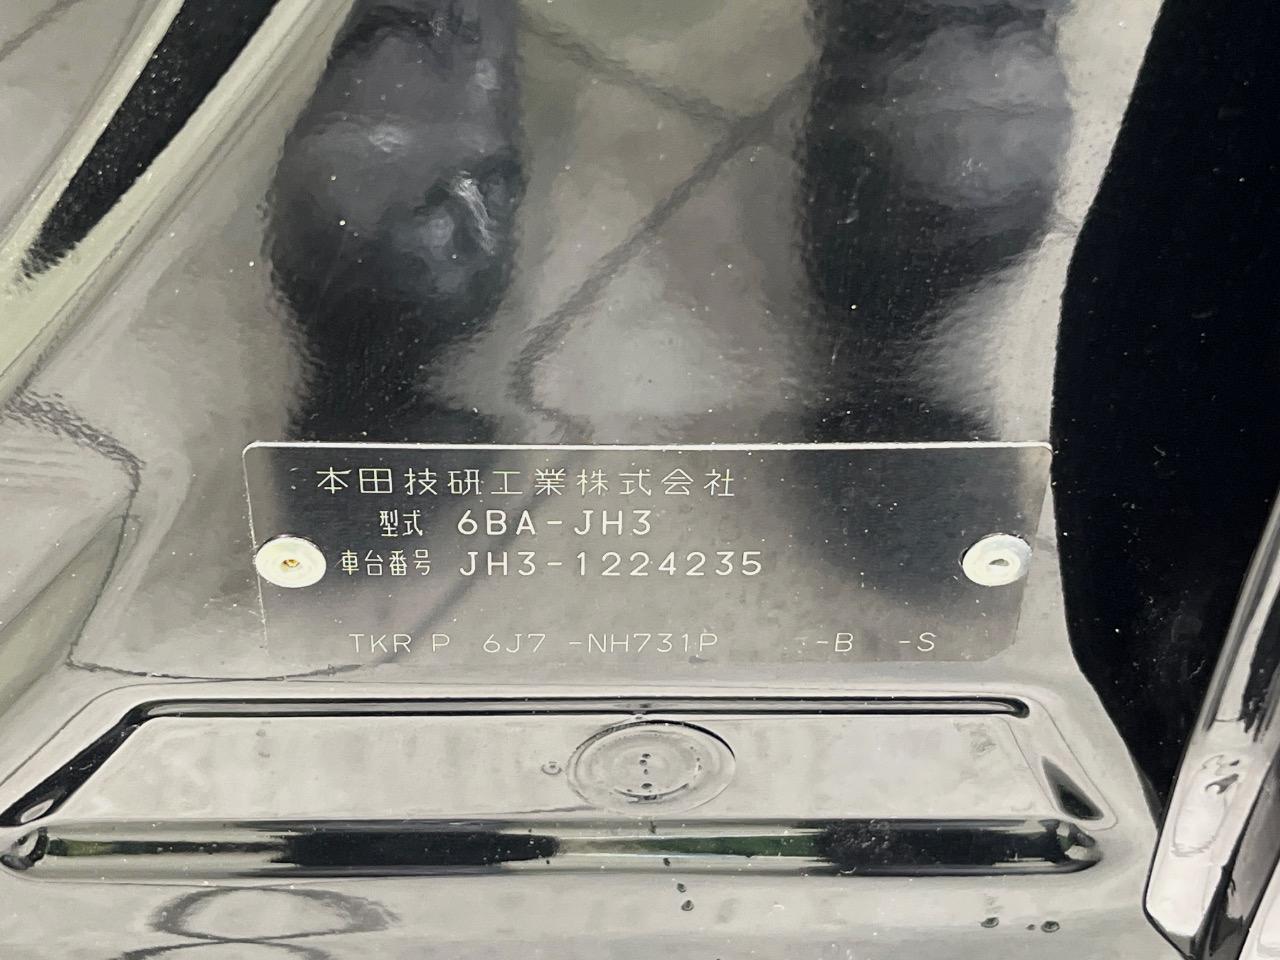 本田技研工業株式会社
型式 6BA-JH3
車台番号 JH3-1224235
TKR P 6J7 -NH731P -B -S